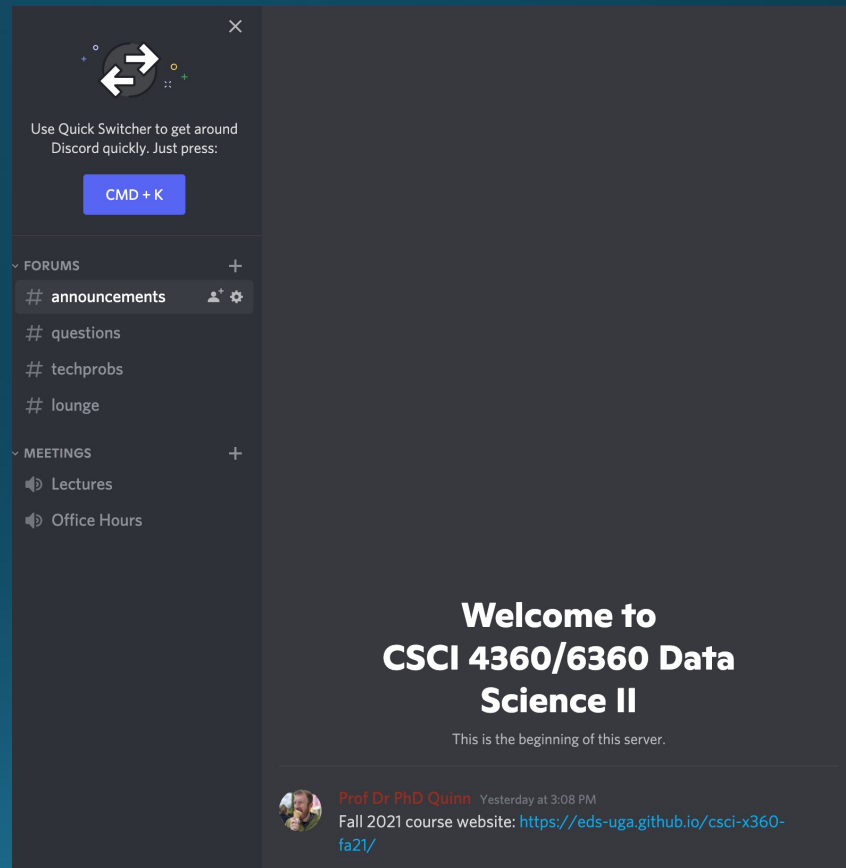 Use Quick Switcher to get around
Discord quickly. Just press:
CMD + K
FORUMS
announcements
questions
techprobs
lounge
MEETINGS
Lectures
Office Hours
Welcome to
CSCI 4360/6360 Data
Science II
This is the beginning of this server.
Prof Dr PhD Quinn Yesterday at 3:08 PM
Fall 2021 course website: https://eds-uga.github.io/csci-x360-
fa21/